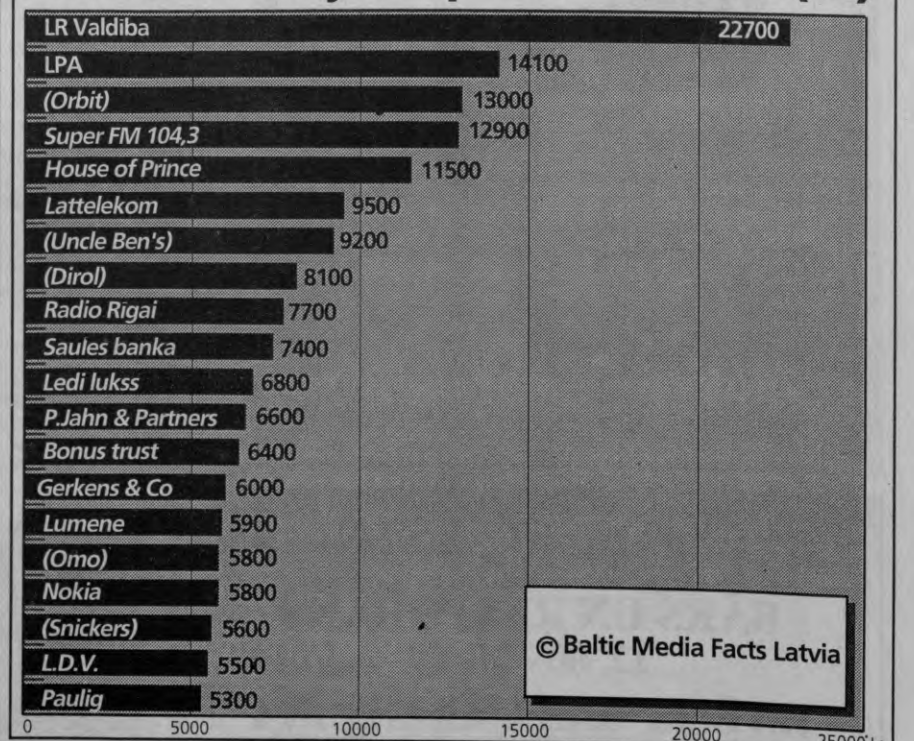 LR Valdiba 22700
LPA 14100
(Orbit) 13000
Super FM 104,3 12900
House of Prince 11500
Lattelekom 9500
(Uncle Ben's) 9200
(Dirol) 8100
Radio Rigai 7700
Saules banka 7400
Ledi lukss 6800
P.Jahn & Partners 6600
Bonus trust 6400
Gerkens & Co 6000
Lumene 5900
(Omo) 5800
Nokia 5800
(Snickers) 5600
L.D.V. 5500
Paulig 5300
© Baltic Media Facts Latvia
0 5000 10000 15000 20000